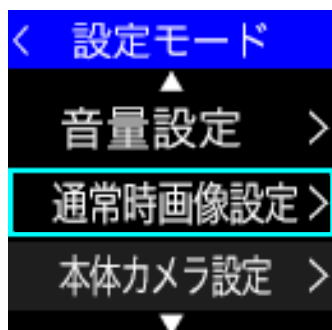 < 設定モード
▲
音量設定 >
通常時画像設定 >
本体カメラ設定 >
▼